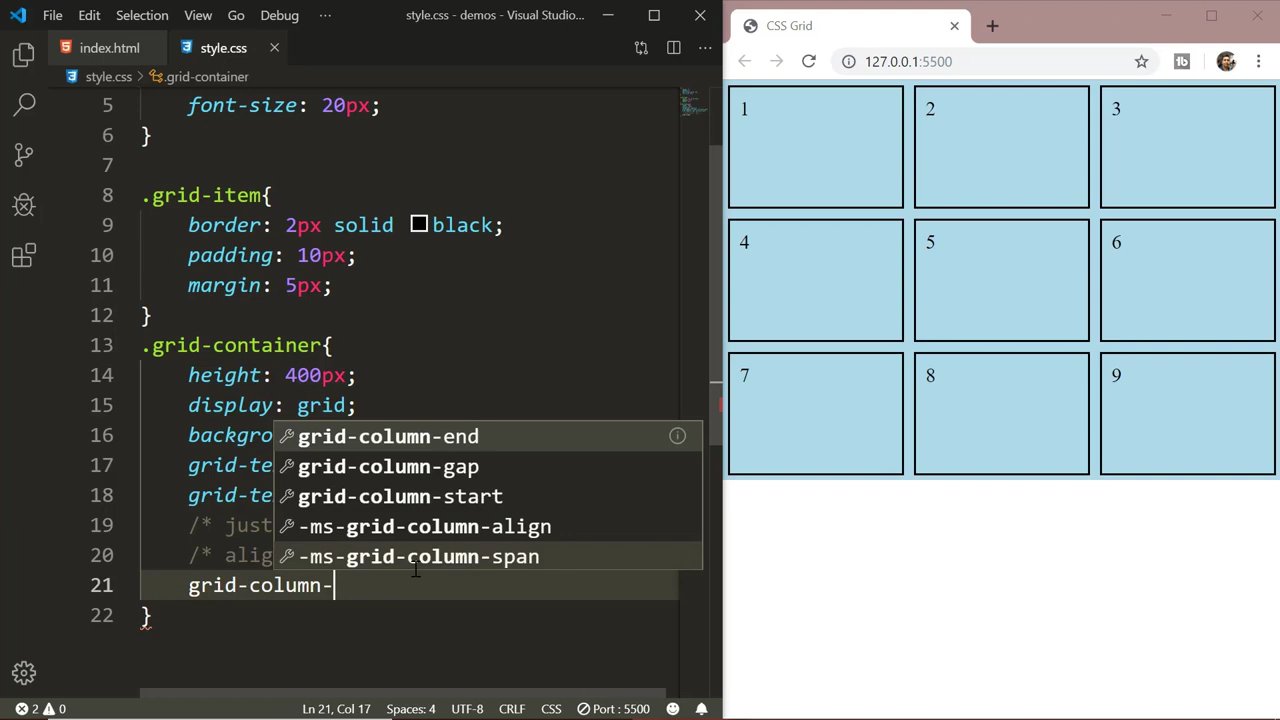 File Edit Selection View Go Debug ··· style.css - demos - Visual Studio...
index.html style.css
style.css > .grid-container
5 font-size: 20px;
6 }
7
8 .grid-item{
9 border: 2px solid black;
10 padding: 10px;
11 margin: 5px;
12 }
13 .grid-container{
14 height: 400px;
15 display: grid;
16 backgro
17 grid-te
18 grid-te
19 /* just
20 /* alig
21 grid-column-
22 }
grid-column-end
grid-column-gap
grid-column-start
-ms-grid-column-align
-ms-grid-column-span
2 0 Ln 21, Col 17 Spaces: 4 UTF-8 CRLF CSS Port : 5500
CSS Grid
127.0.0.1:5500
1 2 3
4 5 6
7 8 9